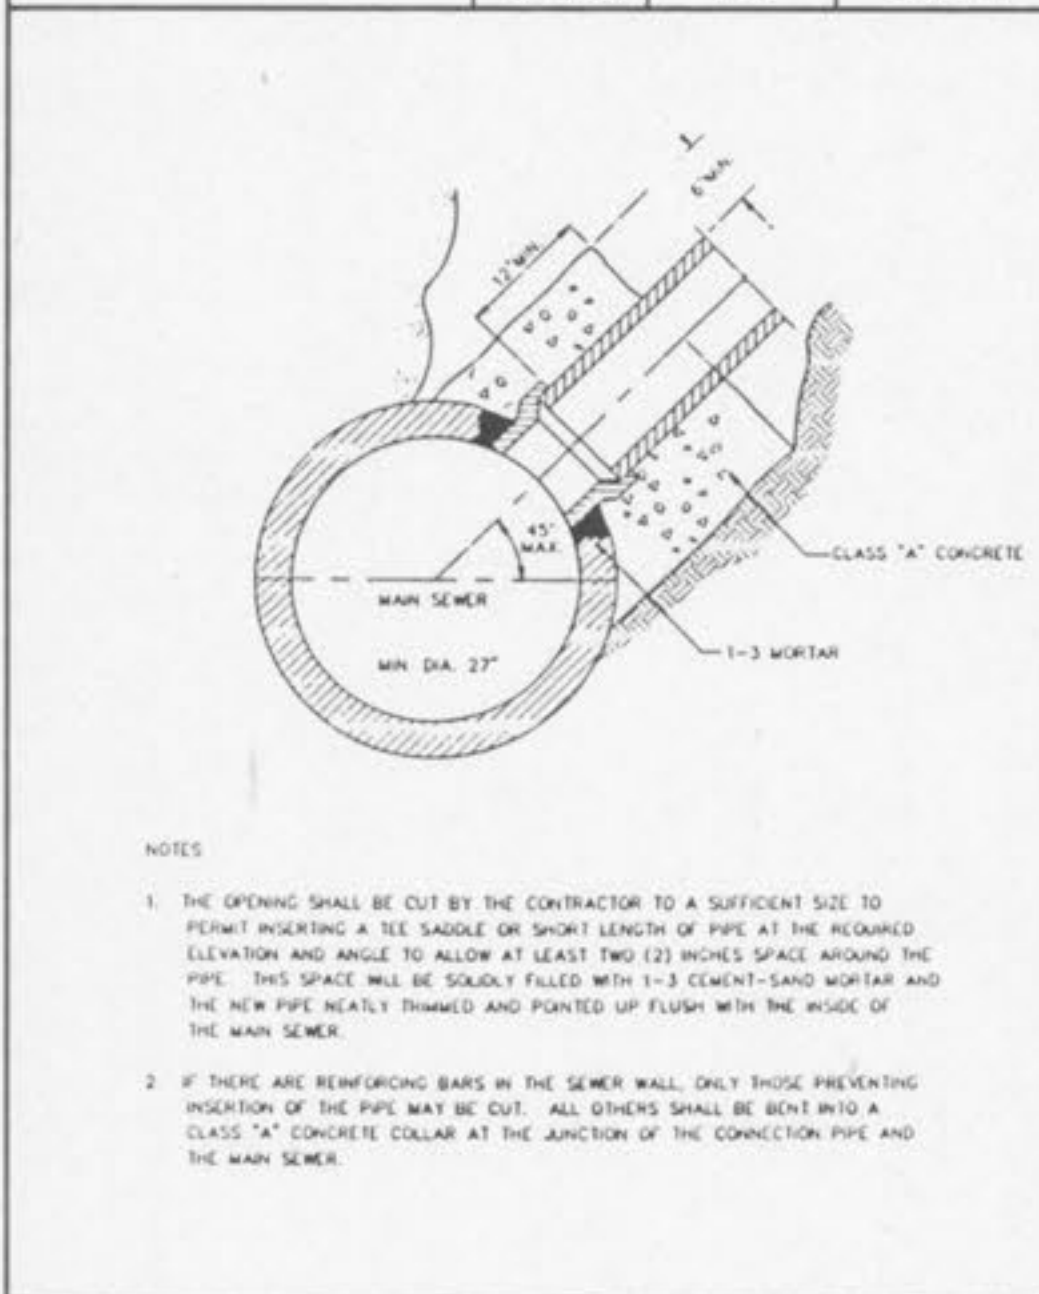 6" MIN.
12" MIN
45°
MAX.
CLASS "A" CONCRETE
MAIN SEWER
1-3 MORTAR
MIN DIA. 27"
NOTES
1. THE OPENING SHALL BE CUT BY THE CONTRACTOR TO A SUFFICIENT SIZE TO
PERMIT INSERTING A TEE SADDLE OR SHORT LENGTH OF PIPE AT THE REQUIRED
ELEVATION AND ANGLE TO ALLOW AT LEAST TWO (2) INCHES SPACE AROUND THE
PIPE. THIS SPACE WILL BE SOLIDLY FILLED WITH 1-3 CEMENT-SAND MORTAR AND
THE NEW PIPE NEATLY TRIMMED AND POINTED UP FLUSH WITH THE INSIDE OF
THE MAIN SEWER.
2 IF THERE ARE REINFORCING BARS IN THE SEWER WALL, ONLY THOSE PREVENTING
INSERTION OF THE PIPE MAY BE CUT. ALL OTHERS SHALL BE BENT INTO A
CLASS "A" CONCRETE COLLAR AT THE JUNCTION OF THE CONNECTION PIPE AND
THE MAIN SEWER.